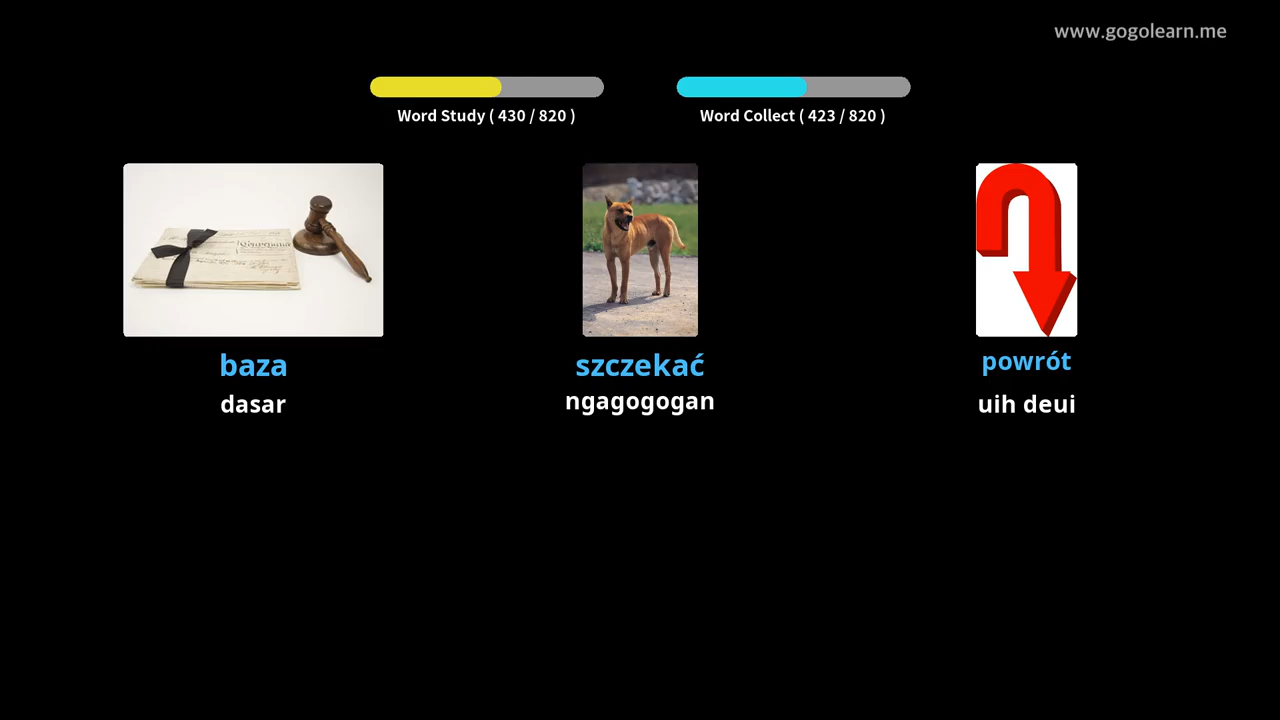 www.gogolearn.me
Word Study ( 430 / 820 )
Word Collect ( 423 / 820 )
baza
szczekać
powrót
dasar
ngagogogan
uih deui